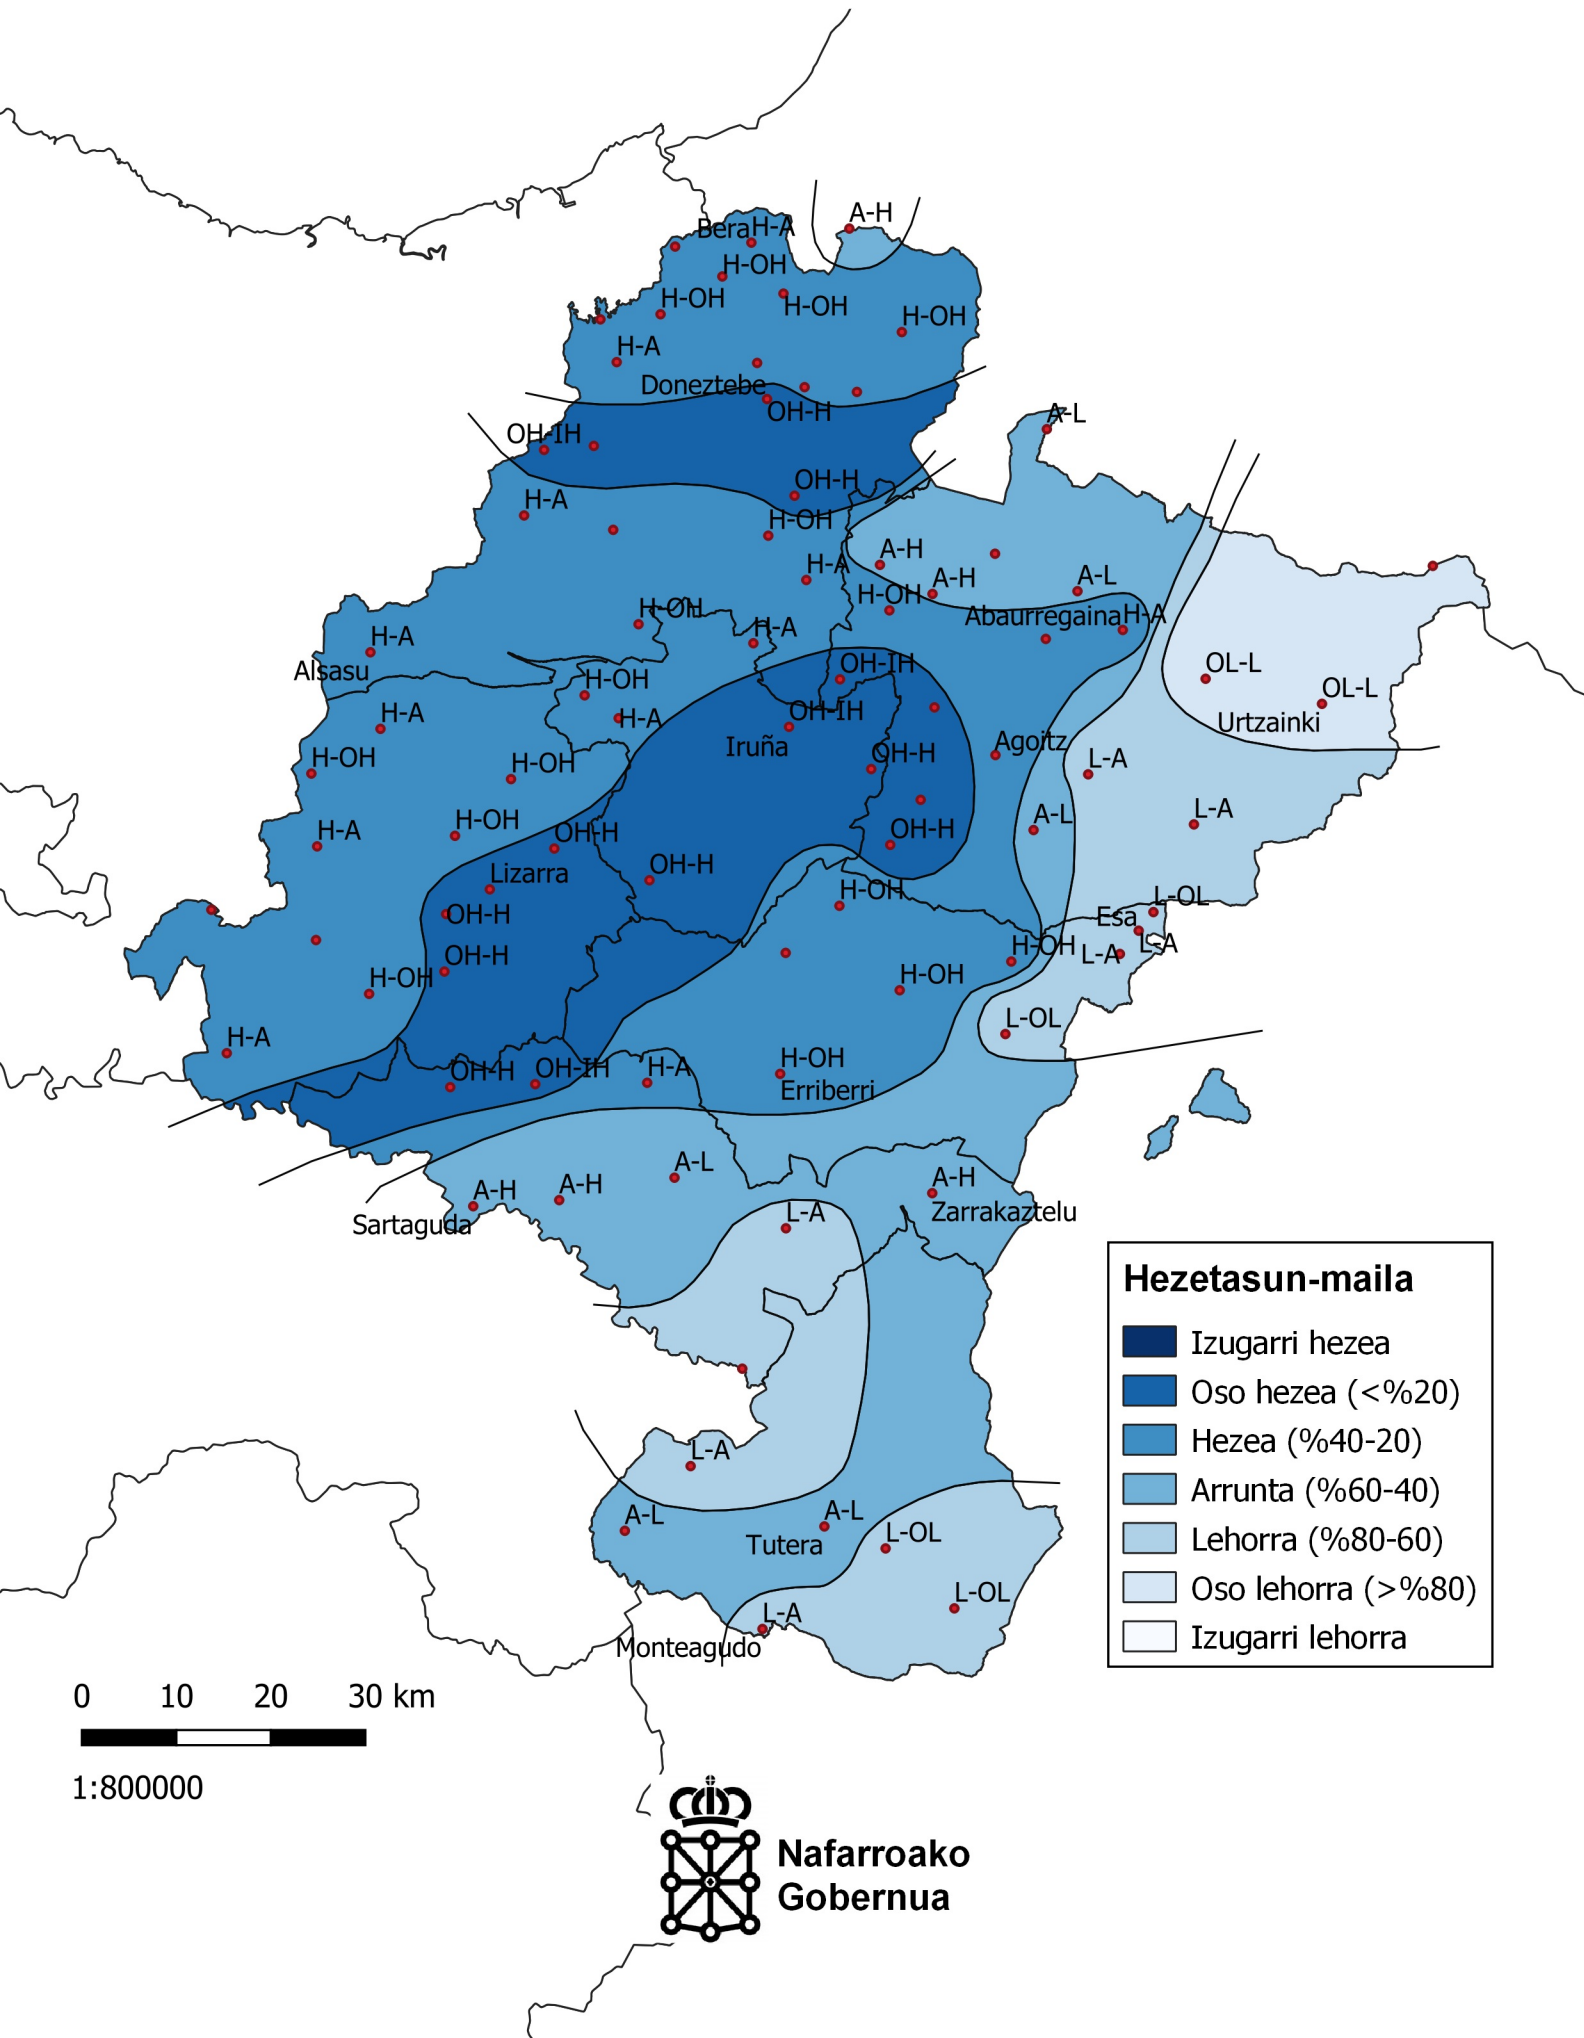 A-H
Bera H-A
H-OH
H-OH
H-OH
H-OH
H-A
Doneztebe
OH-H
A-L
OH-IH
OH-H
H-A
H-OH
A-H
H-A
A-H
A-L
H-OH
H-OH
Abaurregaina H-A
H-A
H-A
Alsasu
OH-IH
OL-L
H-OH
OL-L
H-A
H-A
OH-IH
Urtzainki
Iruña
Agoitz
H-OH
H-OH
OH-H
L-A
L-A
H-A
H-OH
OH-H
OH-H
A-L
Lizarra
OH-H
H-OH
L-OL
OH-H
Esa
H-OH
L-A
L-A
OH-H
H-OH
H-OH
L-OL
H-A
OH-H
OH-IH
H-A
H-OH
Erriberri
A-L
A-H
A-H
A-H
Sartaguda
Zarrakaztelu
L-A
L-A
A-L
A-L
Tutera
L-OL
L-OL
L-A
Monteagudo
Hezetasun-maila
Izugarri hezea
Oso hezea (<%20)
Hezea (%40-20)
Arrunta (%60-40)
Lehorra (%80-60)
Oso lehorra (>%80)
Izugarri lehorra
0 10 20 30 km
1:800000
Nafarroako
Gobernua